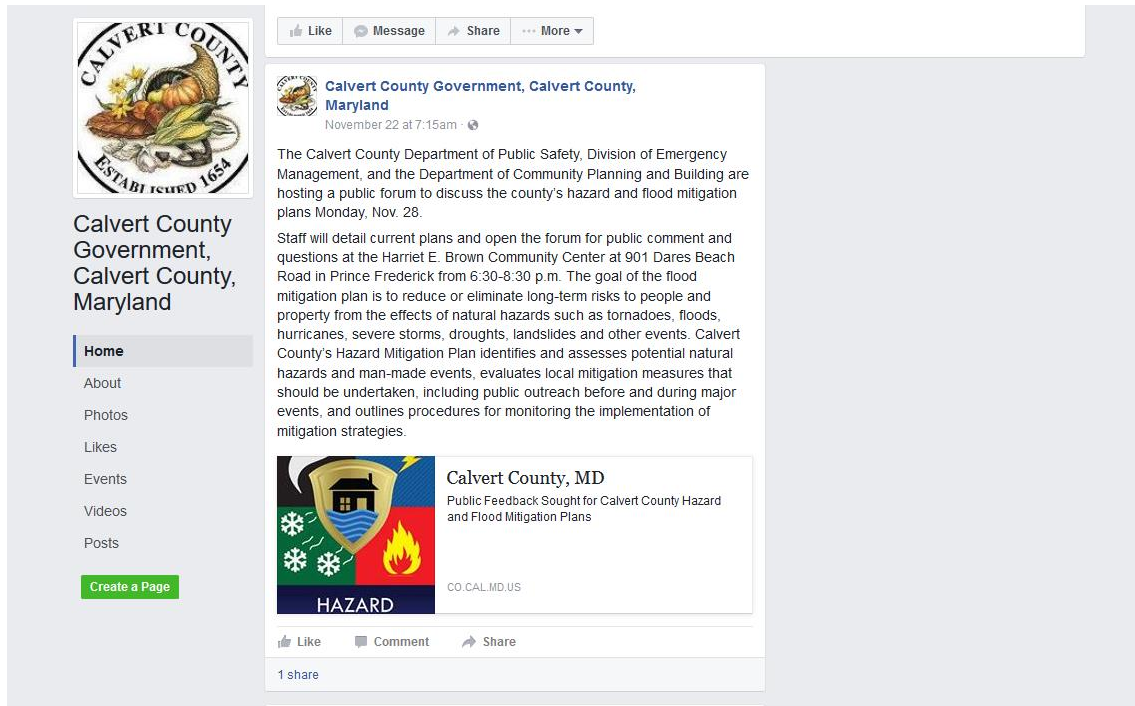 CALVERT COUNTY
ESTABLISHED 1654
Calvert County
Government,
Calvert County,
Maryland
Home
About
Photos
Likes
Events
Videos
Posts
Create a Page
Like
Message
Share
More
Calvert County Government, Calvert County,
Maryland
November 22 at 7:15am ·
The Calvert County Department of Public Safety, Division of Emergency
Management, and the Department of Community Planning and Building are
hosting a public forum to discuss the county's hazard and flood mitigation
plans Monday, Nov. 28.
Staff will detail current plans and open the forum for public comment and
questions at the Harriet E. Brown Community Center at 901 Dares Beach
Road in Prince Frederick from 6:30-8:30 p.m. The goal of the flood
mitigation plan is to reduce or eliminate long-term risks to people and
property from the effects of natural hazards such as tornadoes, floods,
hurricanes, severe storms, droughts, landslides and other events. Calvert
County's Hazard Mitigation Plan identifies and assesses potential natural
hazards and man-made events, evaluates local mitigation measures that
should be undertaken, including public outreach before and during major
events, and outlines procedures for monitoring the implementation of
mitigation strategies.
HAZARD
Calvert County, MD
Public Feedback Sought for Calvert County Hazard
and Flood Mitigation Plans
CO.CAL.MD.US
Like
Comment
Share
1 share